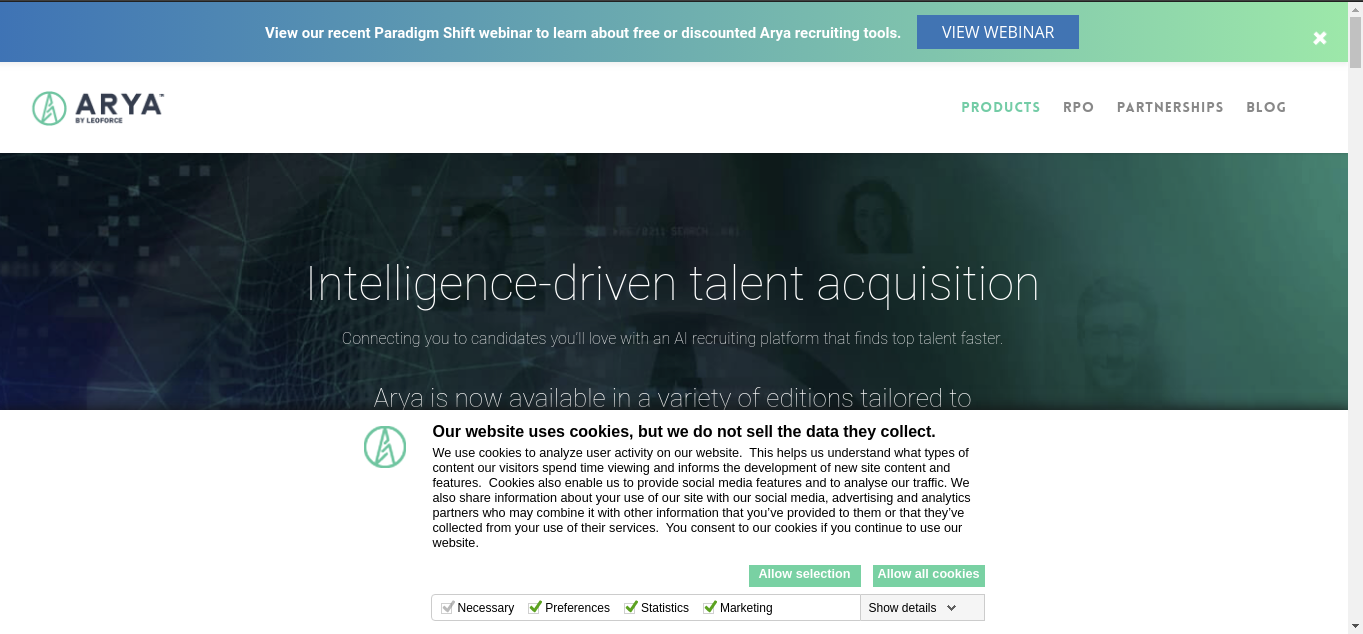 View our recent Paradigm Shift webinar to learn about free or discounted Arya recruiting tools.
VIEW WEBINAR
ARYA™
BY LEOFORCE
PRODUCTS RPO PARTNERSHIPS BLOG
Intelligence-driven talent acquisition
Connecting you to candidates you'll love with an AI recruiting platform that finds top talent faster.
Arya is now available in a variety of editions tailored to
Our website uses cookies, but we do not sell the data they collect.
We use cookies to analyze user activity on our website. This helps us understand what types of
content our visitors spend time viewing and informs the development of new site content and
features. Cookies also enable us to provide social media features and to analyse our traffic. We
also share information about your use of our site with our social media, advertising and analytics
partners who may combine it with other information that you’ve provided to them or that they’ve
collected from your use of their services. You consent to our cookies if you continue to use our
website.
Allow selection
Allow all cookies
Necessary Preferences Statistics Marketing
Show details